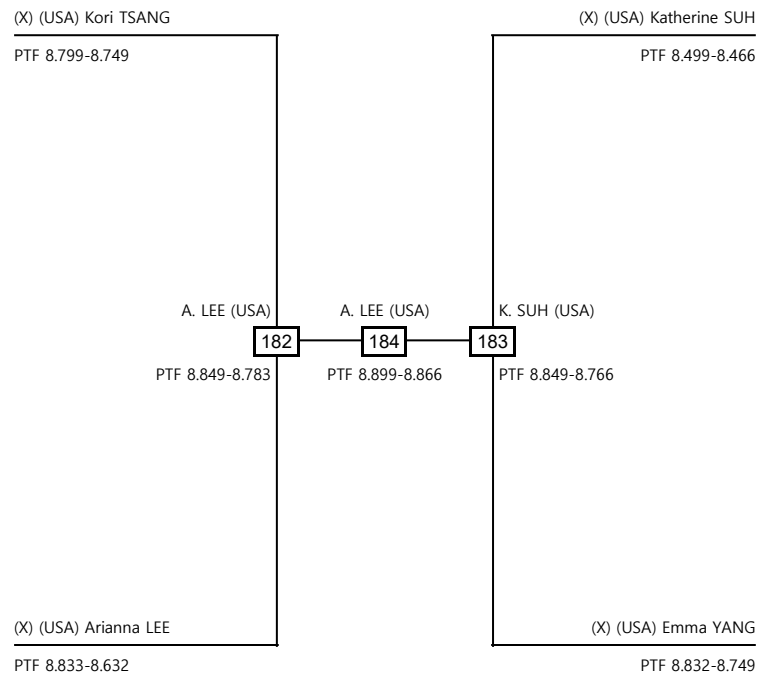 (X) (USA) Kori TSANG
(X) (USA) Katherine SUH
PTF 8.799-8.749
PTF 8.499-8.466
A. LEE (USA)
A. LEE (USA)
K. SUH (USA)
182
184
183
PTF 8.849-8.783
PTF 8.899-8.866
PTF 8.849-8.766
(X) (USA) Arianna LEE
(X) (USA) Emma YANG
PTF 8.833-8.632
PTF 8.832-8.749